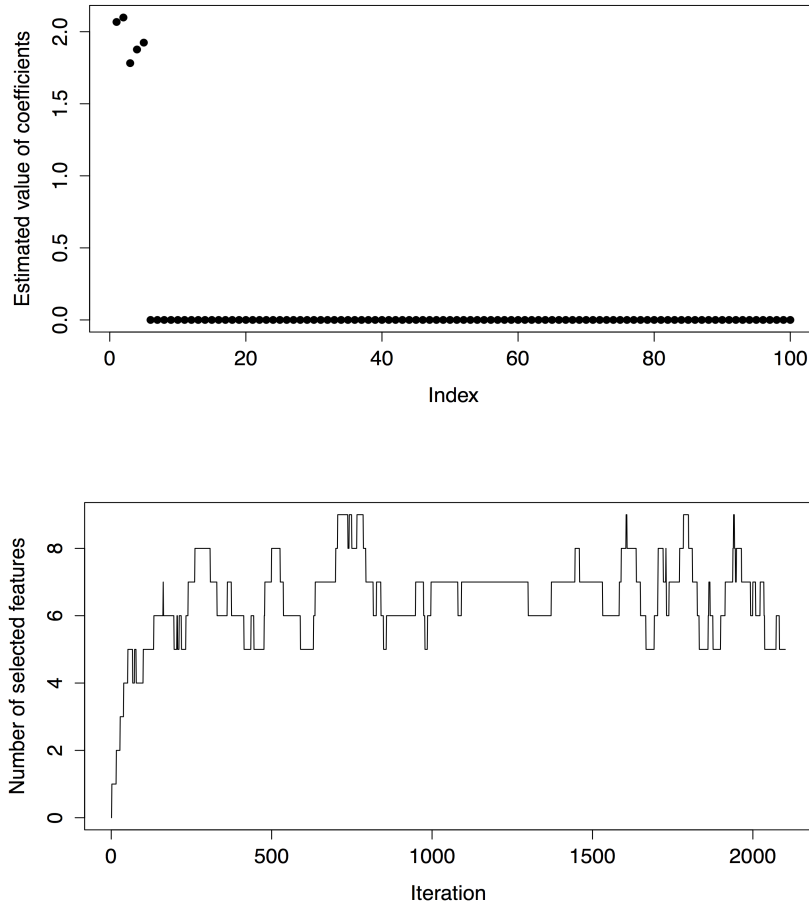 Estimated value of coefficients
2.0
1.5
1.0
0.5
0.0
0 20 40 60 80 100
Index
Number of selected features
8
6
4
2
0
0 500 1000 1500 2000
Iteration